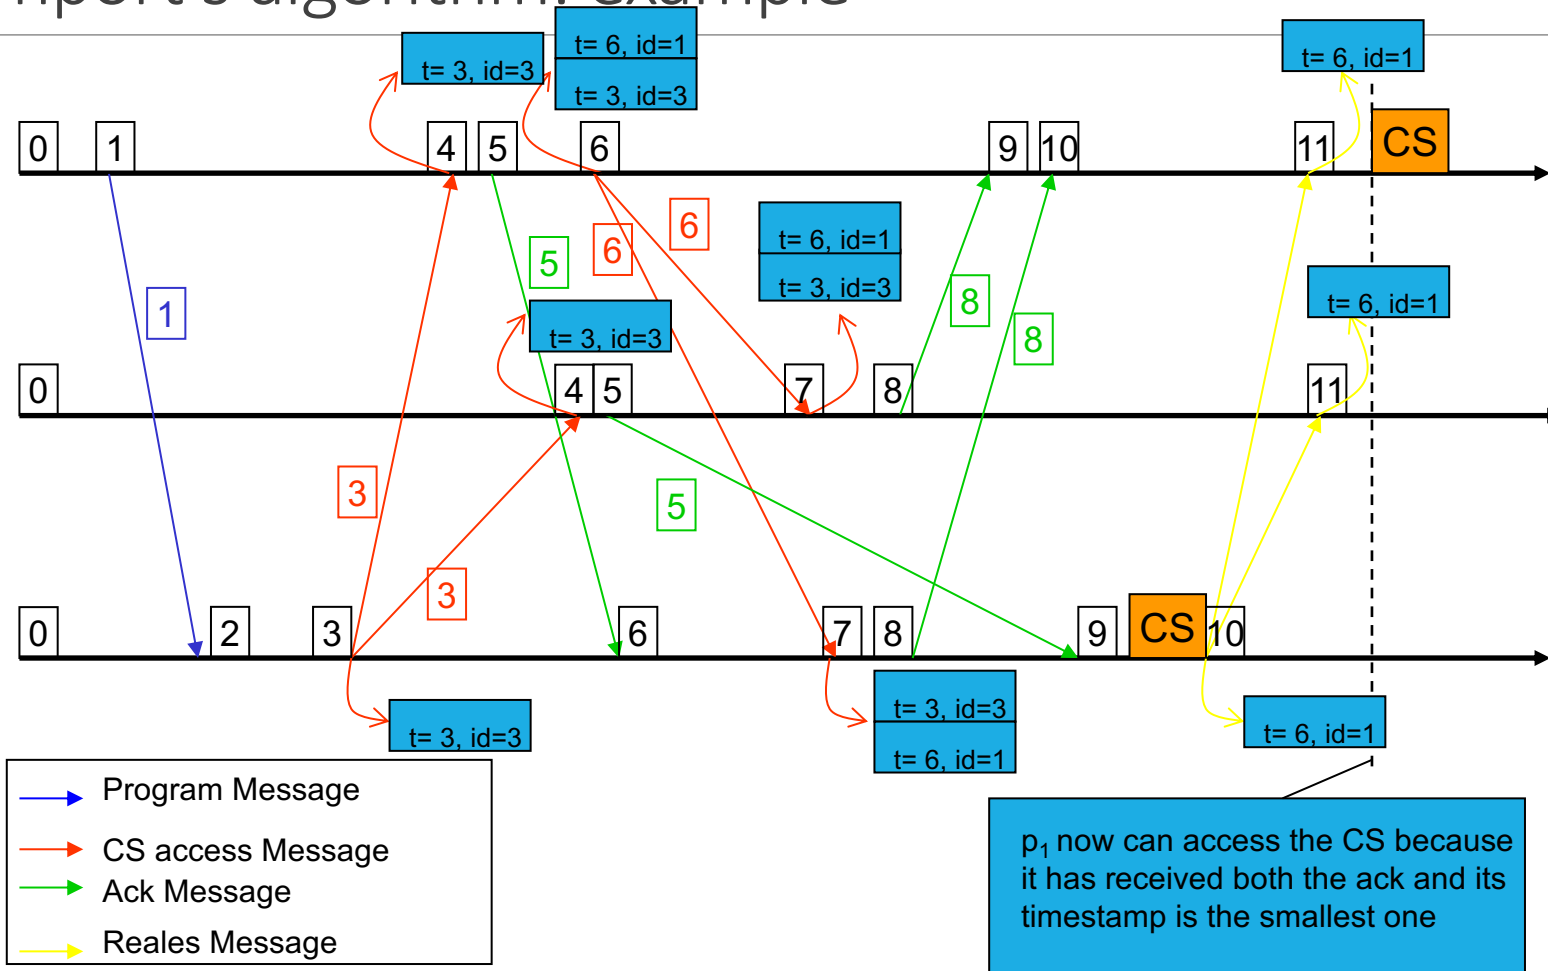 nport's algorithm: example
t= 6, id=1
t= 3, id=3
t= 3, id=3
t= 6, id=1
0
1
4
5
6
9
10
11
CS
6
6
5
1
t= 6, id=1
t= 3, id=3
8
8
t= 6, id=1
t= 3, id=3
0
4
5
7
8
11
3
5
3
0
2
3
6
7
8
9
CS
10
t= 3, id=3
t= 3, id=3
t= 6, id=1
t= 6, id=1
Program Message
CS access Message
Ack Message
Reales Message
p₁ now can access the CS because
it has received both the ack and its
timestamp is the smallest one